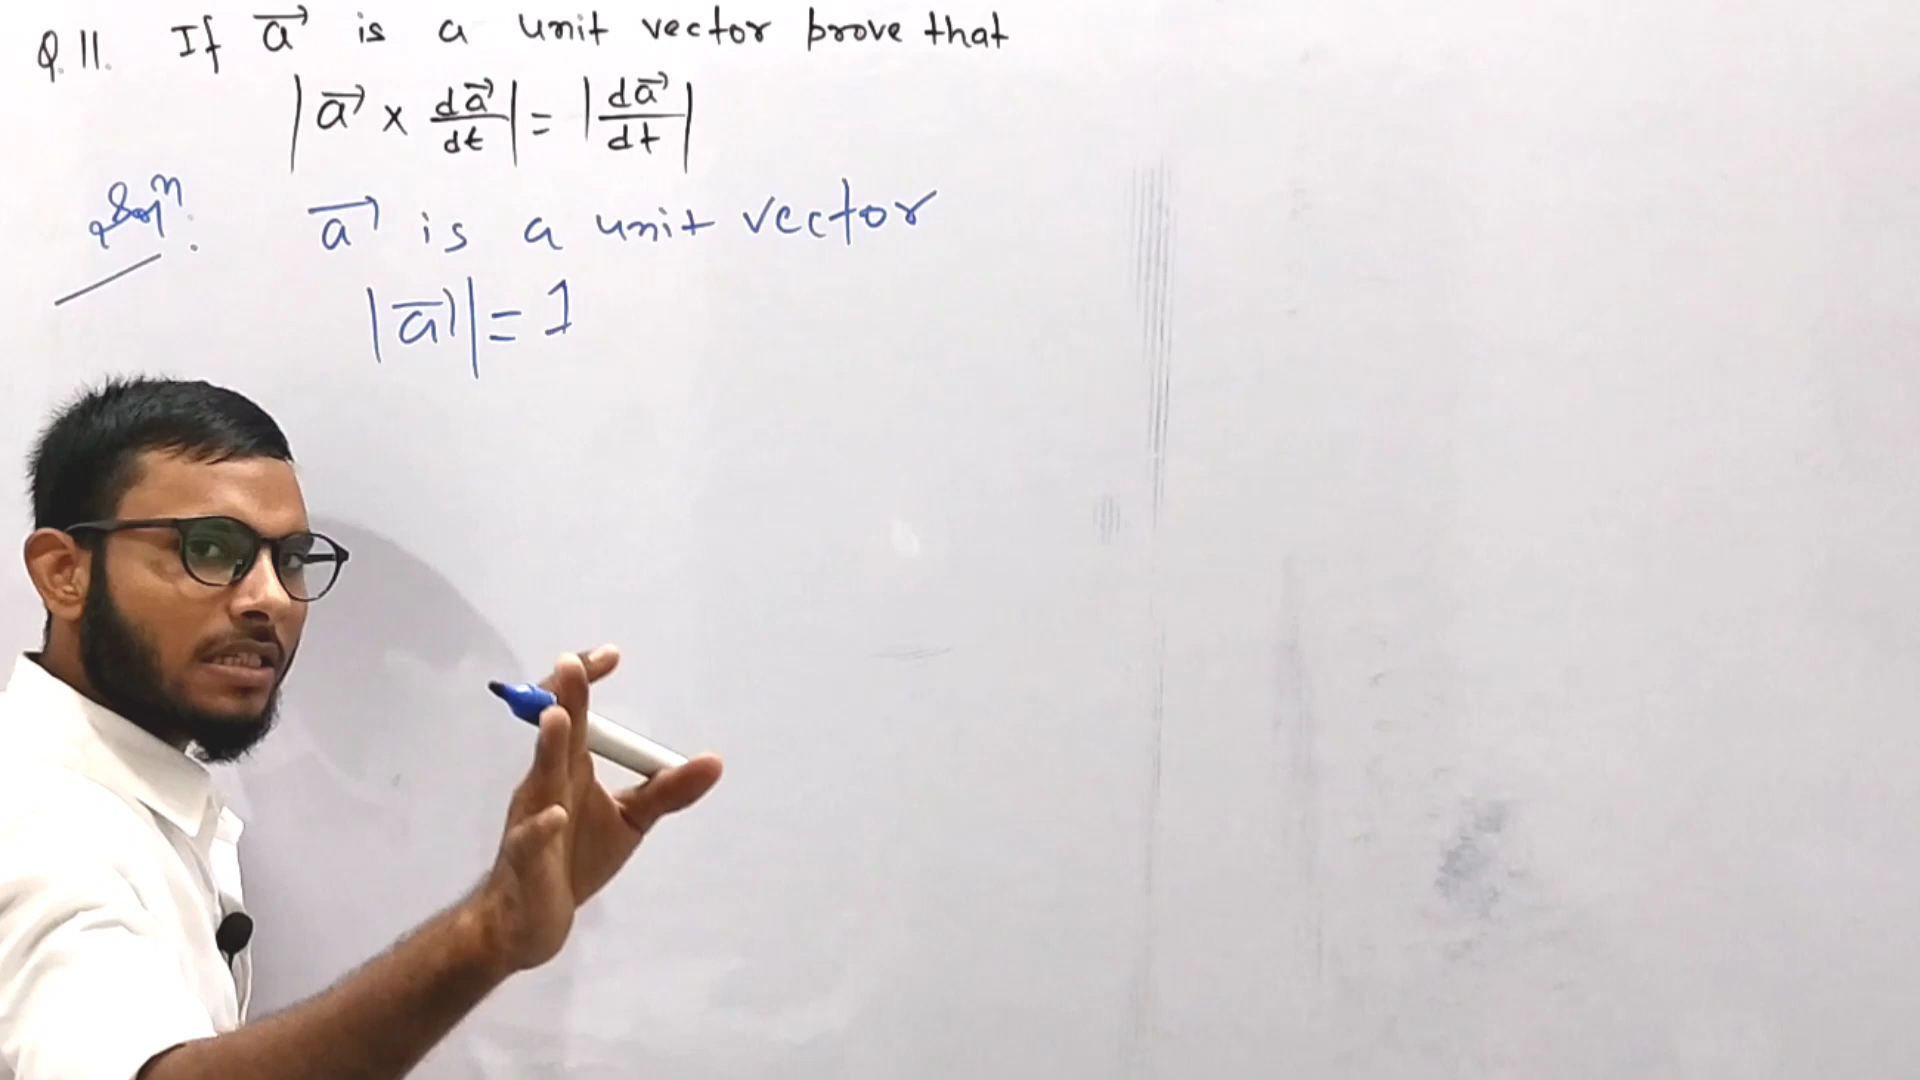 Q.11. If a⃗ is a unit vector prove that
|a⃗ × da⃗/dt| = |da⃗/dt|
Solⁿ. a⃗ is a unit vector
|a⃗| = 1